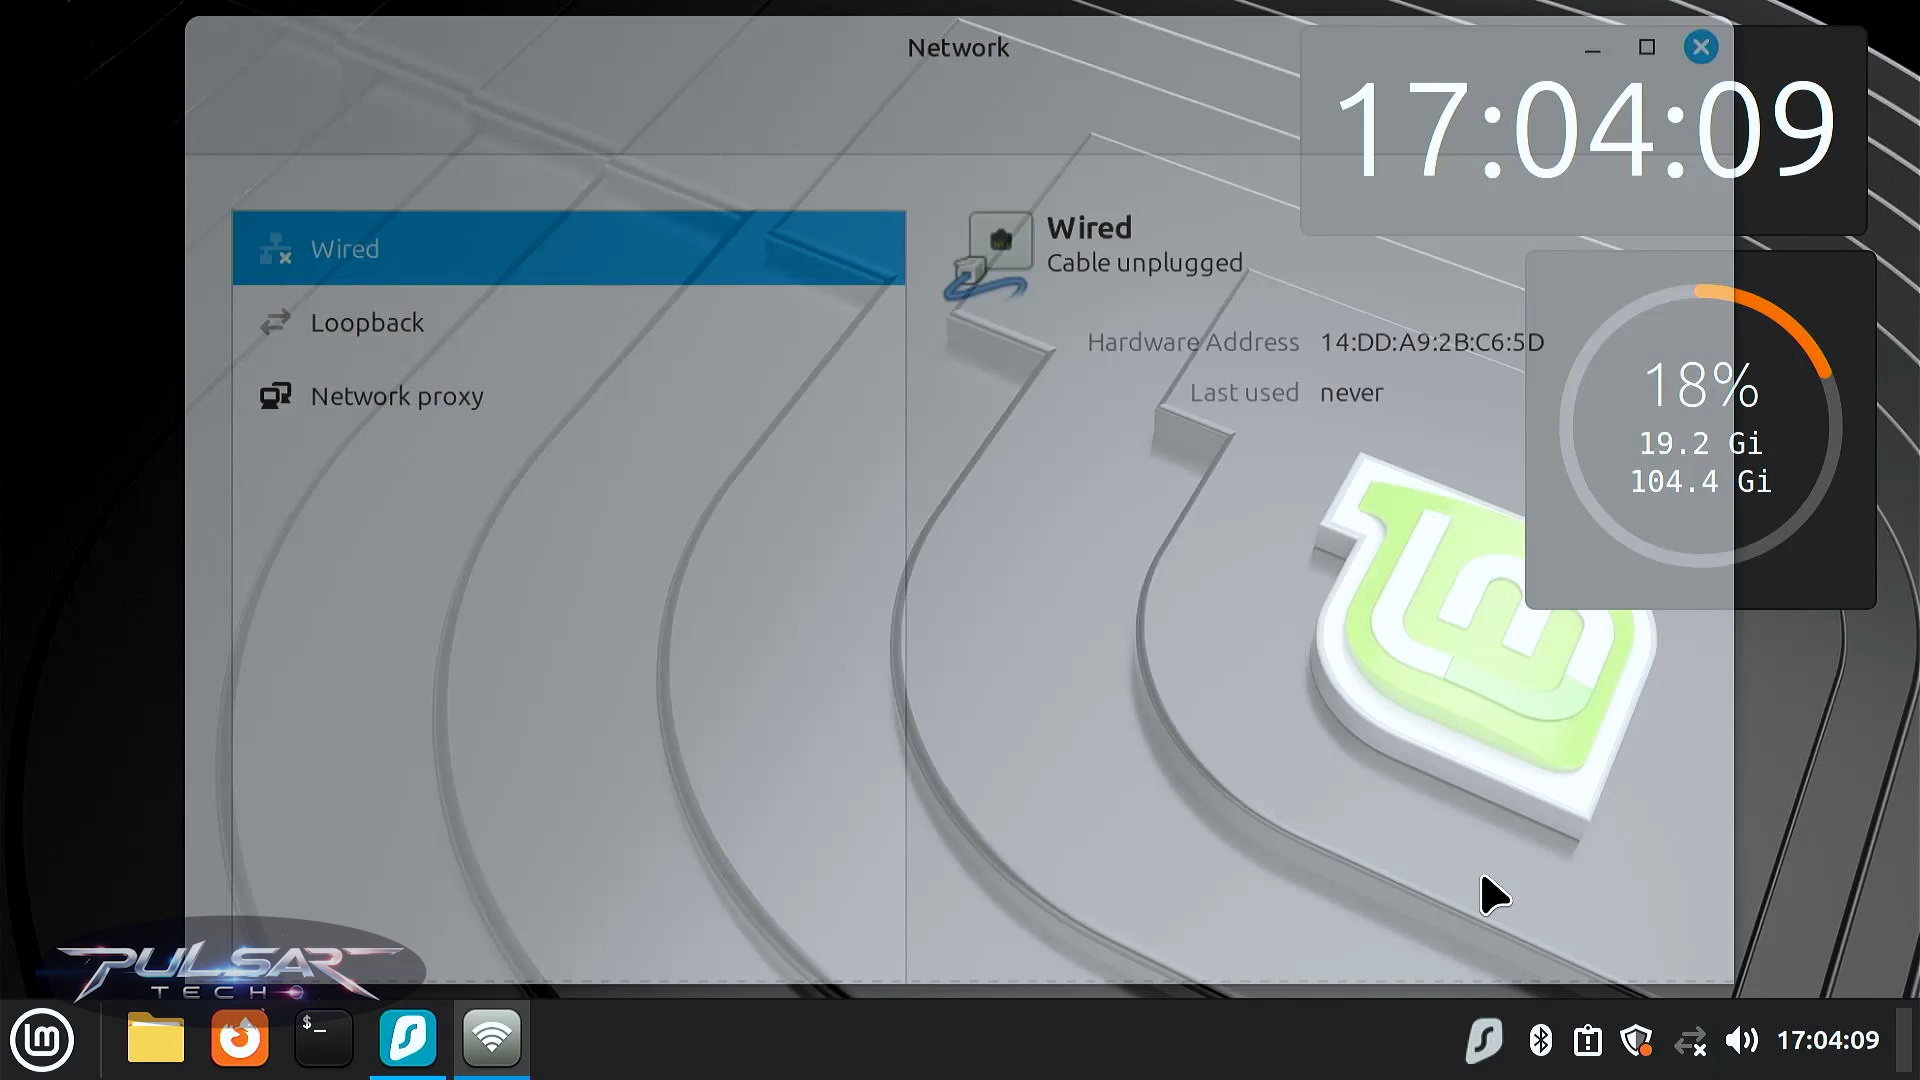 Network
17:04:09
Wired
Loopback
Network proxy
Wired
Cable unplugged
Hardware Address 14:DD:A9:2B:C6:5D
Last used never
18%
19.2 Gi
104.4 Gi
PULSAR
TECH
$_
17:04:09